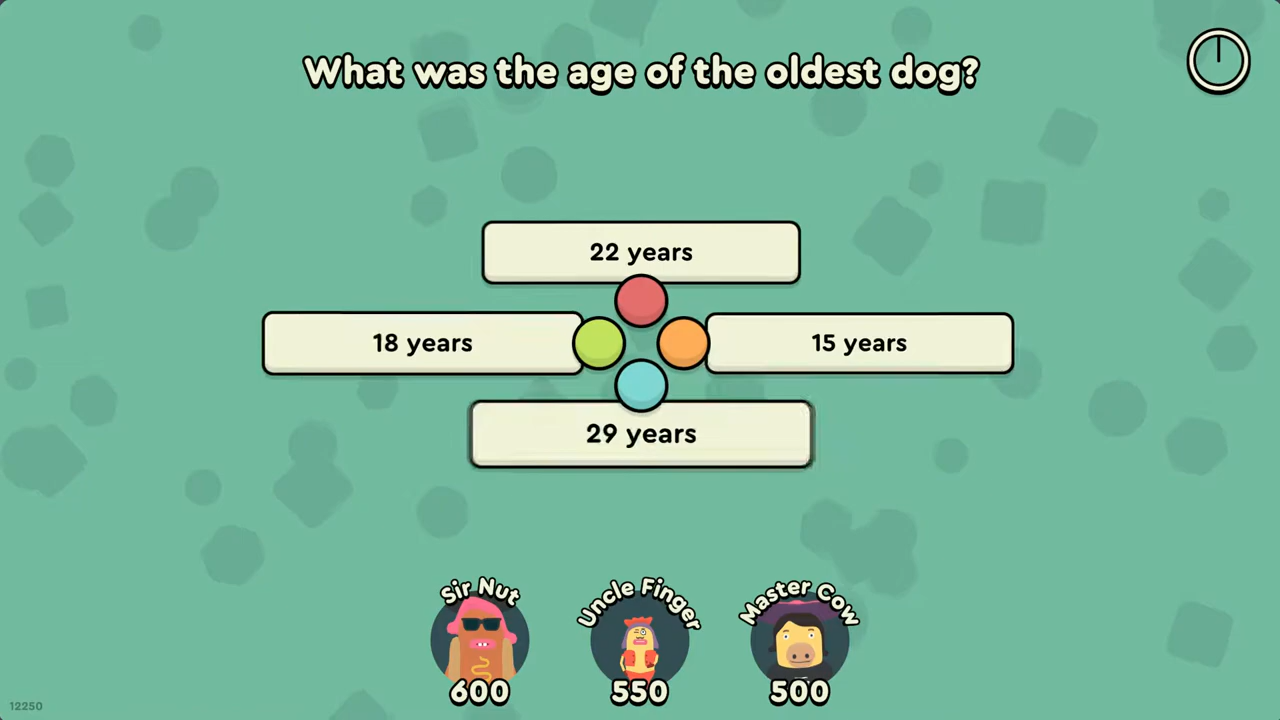 What was the age of the oldest dog?
22 years
18 years
15 years
29 years
Sir Nut
Uncle Finger
Master Cow
600
550
500
12250